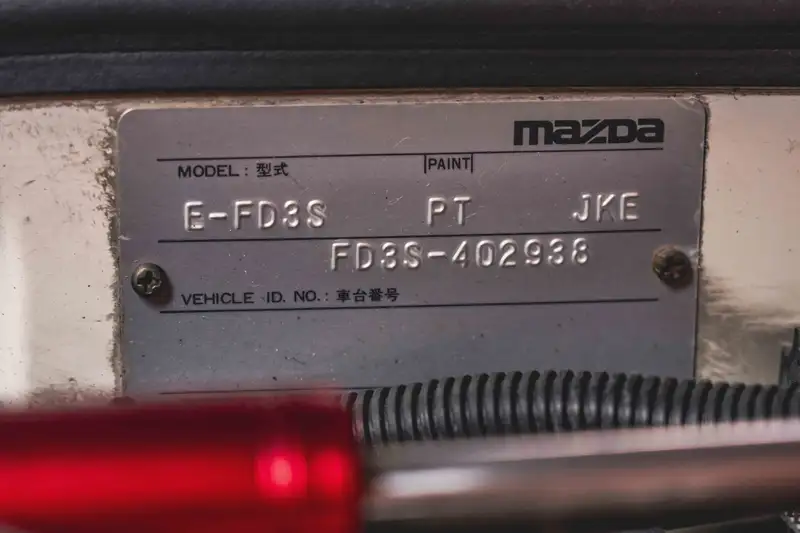 mazda
MODEL : 型式 PAINT
E-FD3S PT JKE
FD3S-402938
VEHICLE ID. NO.: 車台番号